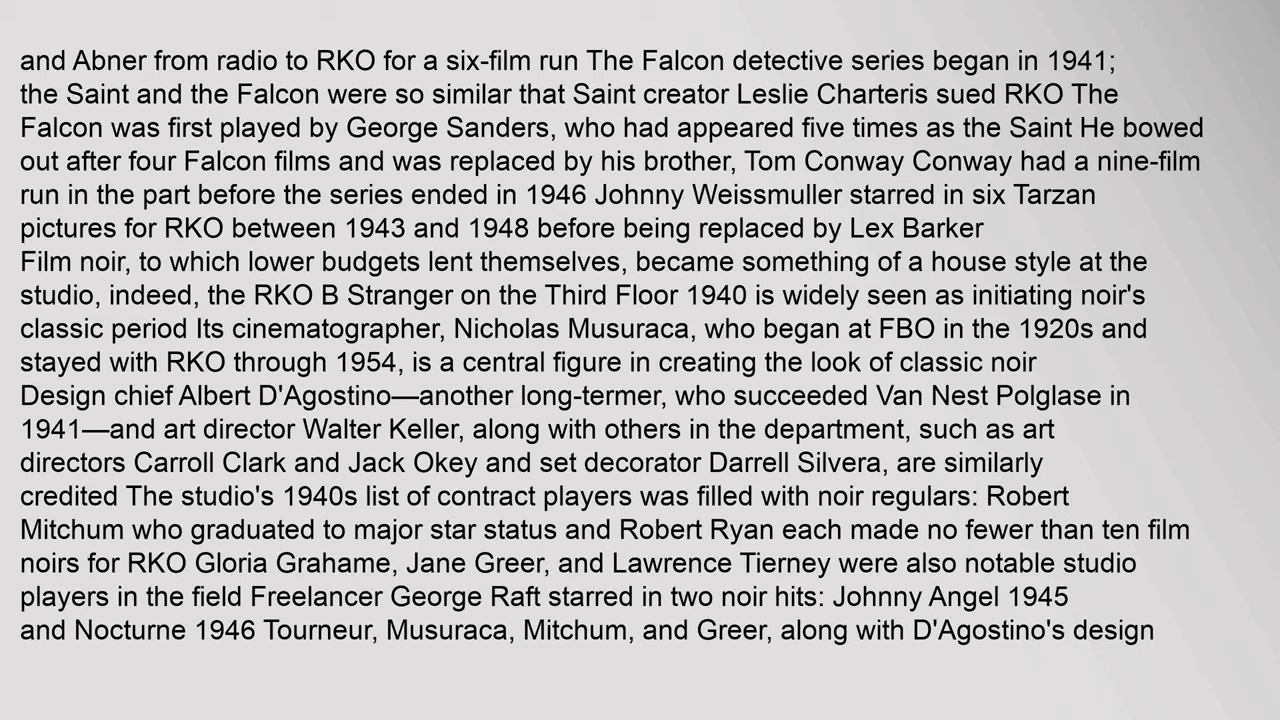 and Abner from radio to RKO for a six-film run The Falcon detective series began in 1941;
the Saint and the Falcon were so similar that Saint creator Leslie Charteris sued RKO The
Falcon was first played by George Sanders, who had appeared five times as the Saint He bowed
out after four Falcon films and was replaced by his brother, Tom Conway Conway had a nine-film
run in the part before the series ended in 1946 Johnny Weissmuller starred in six Tarzan
pictures for RKO between 1943 and 1948 before being replaced by Lex Barker
Film noir, to which lower budgets lent themselves, became something of a house style at the
studio, indeed, the RKO B Stranger on the Third Floor 1940 is widely seen as initiating noir's
classic period Its cinematographer, Nicholas Musuraca, who began at FBO in the 1920s and
stayed with RKO through 1954, is a central figure in creating the look of classic noir
Design chief Albert D'Agostino—another long-termer, who succeeded Van Nest Polglase in
1941—and art director Walter Keller, along with others in the department, such as art
directors Carroll Clark and Jack Okey and set decorator Darrell Silvera, are similarly
credited The studio's 1940s list of contract players was filled with noir regulars: Robert
Mitchum who graduated to major star status and Robert Ryan each made no fewer than ten film
noirs for RKO Gloria Grahame, Jane Greer, and Lawrence Tierney were also notable studio
players in the field Freelancer George Raft starred in two noir hits: Johnny Angel 1945
and Nocturne 1946 Tourneur, Musuraca, Mitchum, and Greer, along with D'Agostino's design